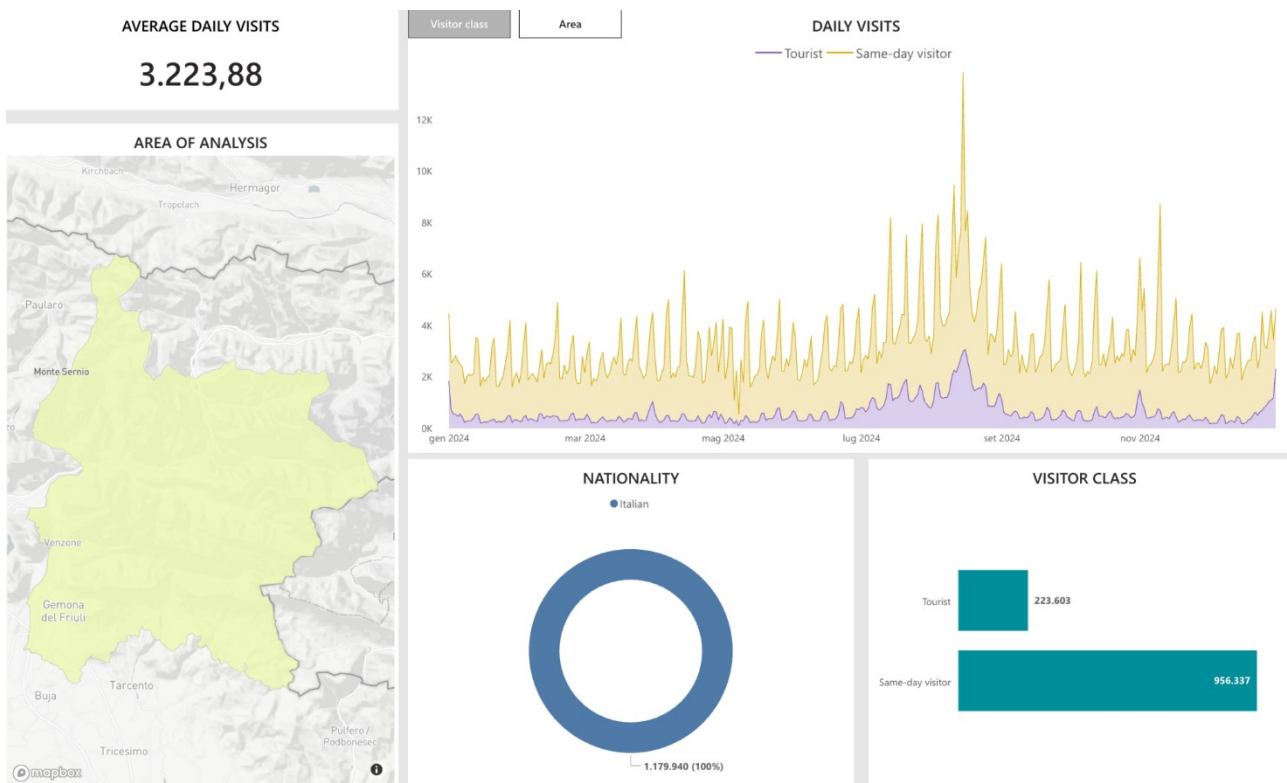 AVERAGE DAILY VISITS
3.223,88
AREA OF ANALYSIS
Kirchbach
Hermagor
Tropolach
Paularo
Monte Sernio
Venzone
Gemona
del Friuli
Buja
Tarcento
Tricesimo
Pulfero /
Podbonesec
mapbox
i
Visitor class
Area
DAILY VISITS
Tourist
Same-day visitor
12K
10K
8K
6K
4K
2K
0K
gen 2024
mar 2024
mag 2024
lug 2024
set 2024
nov 2024
NATIONALITY
Italian
1.179.940 (100%)
VISITOR CLASS
Tourist
223.603
Same-day visitor
956.337